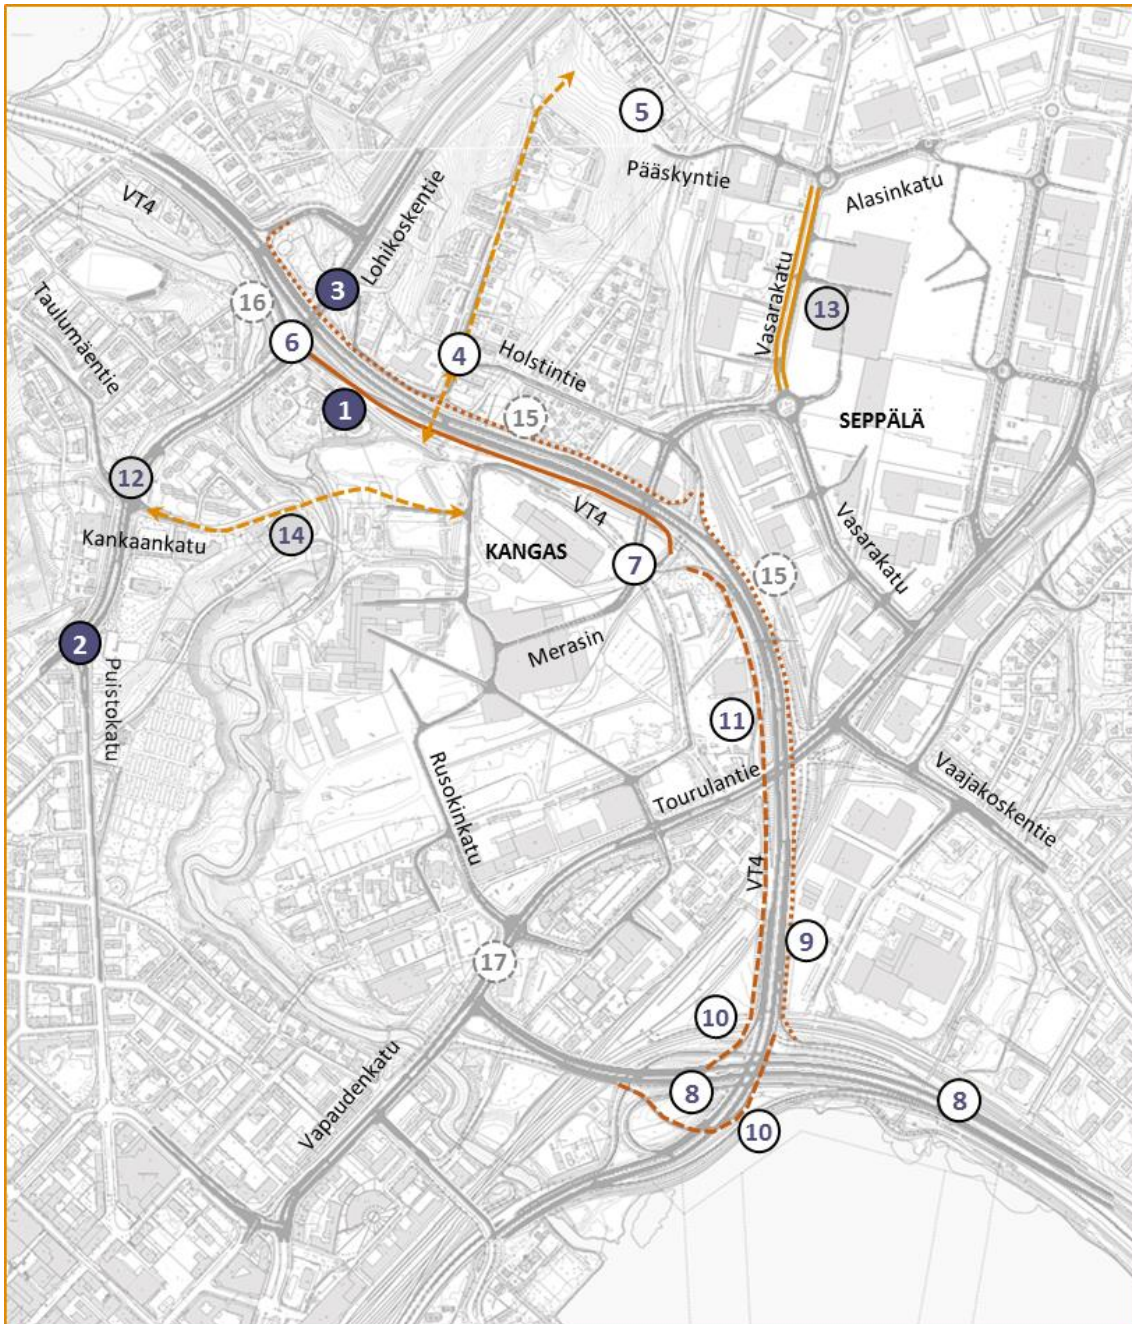 5
Pääskyntie
Alasinkatu
VT4
Lohikoskentie
Vasarakatu
3
16
13
Taulumäentie
6
4
Holstintie
1
15
SEPPÄLÄ
12
VT4
14
Kankaankatu
KANGAS
Vasarakatu
7
15
2
Merasin
Puistokatu
11
Rusokinkatu
Tourulantie
Vaajakoskentie
VT4
9
17
10
Vapaudenkatu
8
8
10